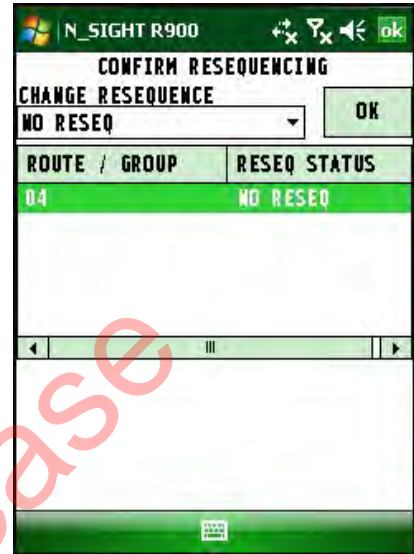 N_SIGHT R900
ok
CONFIRM RESEQUENCING
CHANGE RESEQUENCE
NO RESEQ
OK
ROUTE / GROUP RESEQ STATUS
04 NO RESEQ
ase